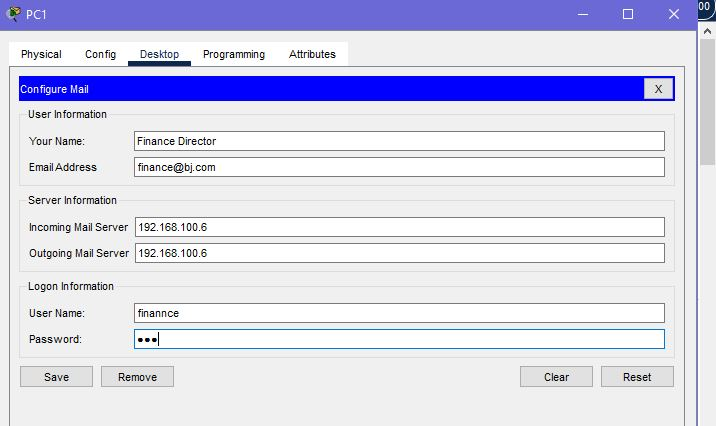 PC1
00
Physical Config Desktop Programming Attributes
Configure Mail X
User Information
Your Name: Finance Director
Email Address finance@bj.com
Server Information
Incoming Mail Server 192.168.100.6
Outgoing Mail Server 192.168.100.6
Logon Information
User Name: finannce
Password: ●●●
Save Remove Clear Reset